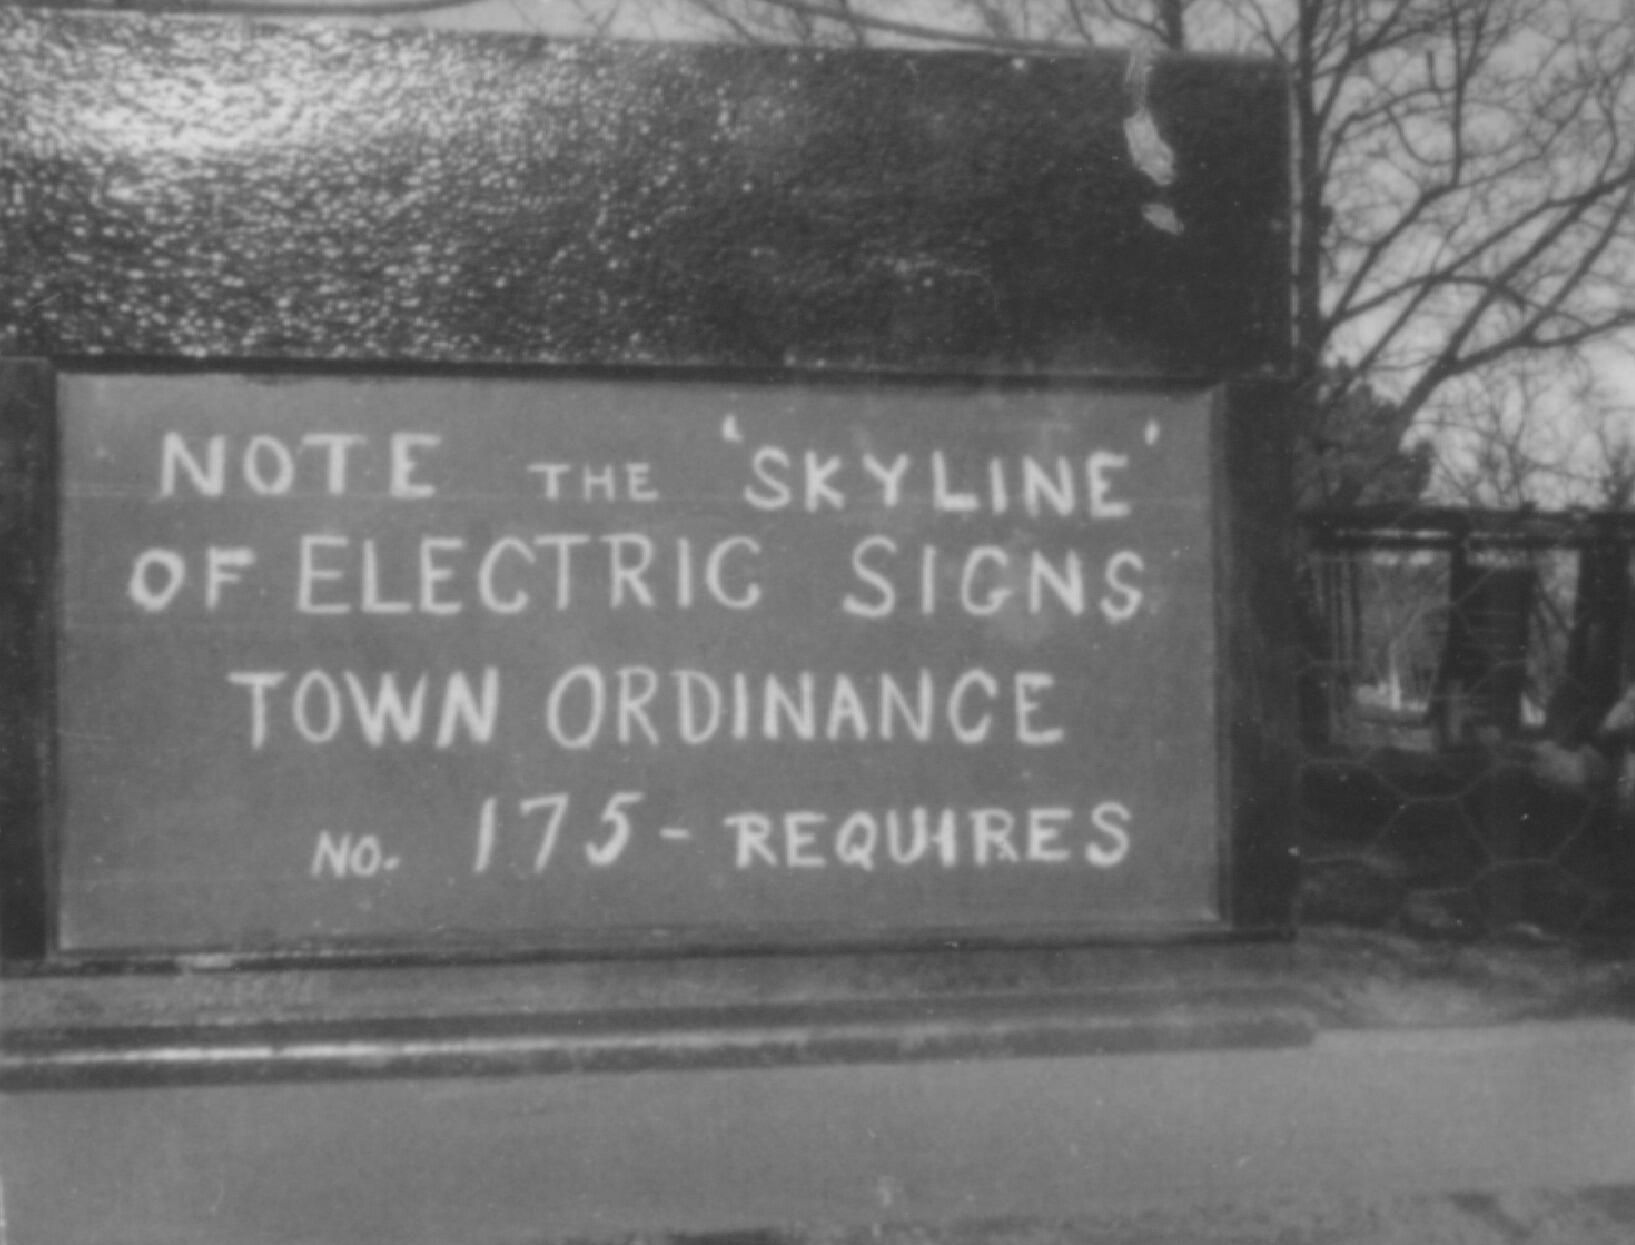 NOTE THE 'SKYLINE'
OF ELECTRIC SIGNS
TOWN ORDINANCE
NO. 175- REQUIRES